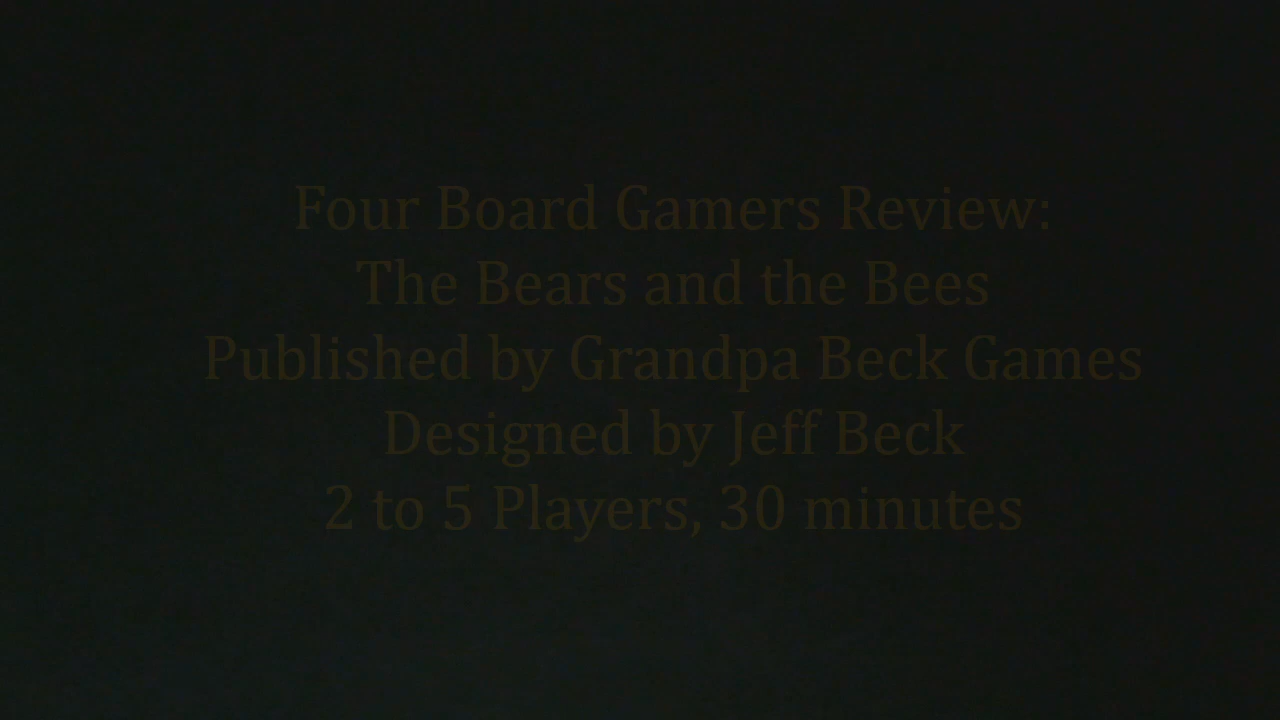 Four Board Gamers Review:
The Bears and the Bees
Published by Grandpa Beck Games
Designed by Jeff Beck
2 to 5 Players, 30 minutes